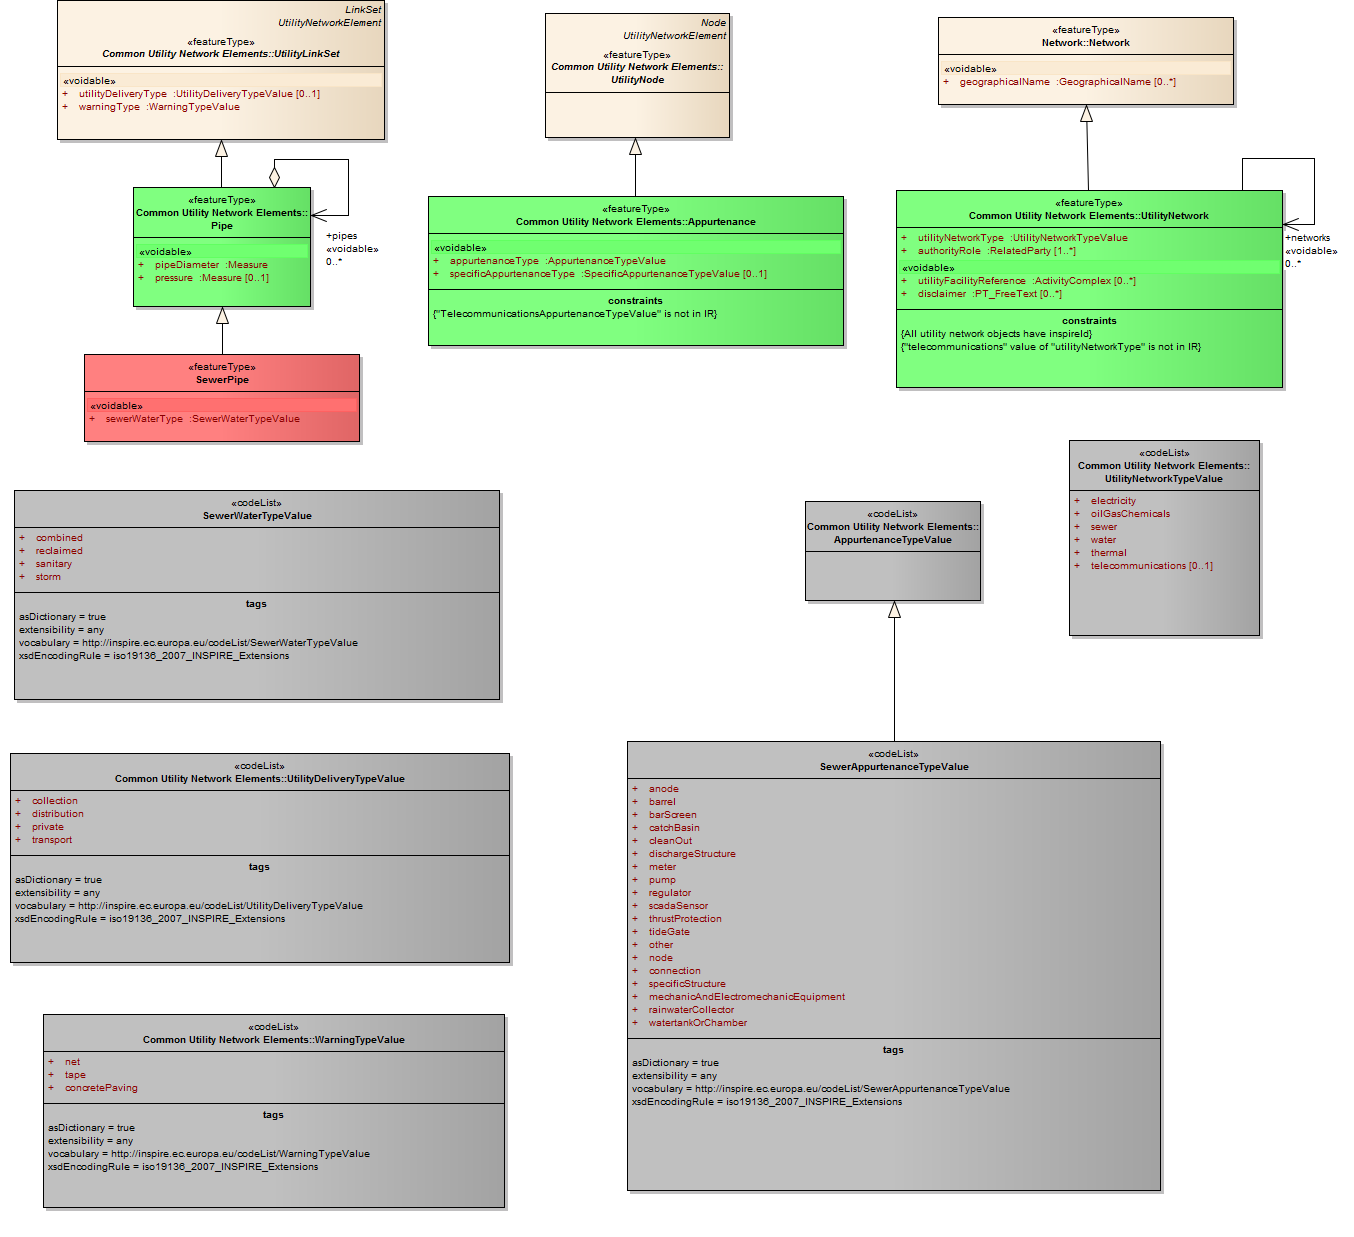 LinkSet
UtilityNetworkElement
«featureType»
Common Utility Network Elements::UtilityLinkSet
«voidable»
+ utilityDeliveryType :UtilityDeliveryTypeValue [0..1]
+ warningType :WarningTypeValue
Node
UtilityNetworkElement
«featureType»
Common Utility Network Elements::
UtilityNode
«featureType»
Network::Network
«voidable»
+ geographicalName :GeographicalName [0..*]
«featureType»
Common Utility Network Elements::
Pipe
«voidable»
+ pipeDiameter :Measure
+ pressure :Measure [0..1]
+pipes
«voidable»
0..*
«featureType»
Common Utility Network Elements::Appurtenance
«voidable»
+ appurtenanceType :AppurtenanceTypeValue
+ specificAppurtenanceType :SpecificAppurtenanceTypeValue [0..1]
constraints
{"TelecommunicationsAppurtenanceTypeValue" is not in IR}
«featureType»
Common Utility Network Elements::UtilityNetwork
+ utilityNetworkType :UtilityNetworkTypeValue
+ authorityRole :RelatedParty [1..*]
«voidable»
+ utilityFacilityReference :ActivityComplex [0..*]
+ disclaimer :PT_FreeText [0..*]
constraints
{All utility network objects have inspireId}
{"telecommunications" value of "utilityNetworkType" is not in IR}
+networks
«voidable»
0..*
«featureType»
SewerPipe
«voidable»
+ sewerWaterType :SewerWaterTypeValue
«codeList»
SewerWaterTypeValue
+ combined
+ reclaimed
+ sanitary
+ storm
tags
asDictionary = true
extensibility = any
vocabulary = http://inspire.ec.europa.eu/codeList/SewerWaterTypeValue
xsdEncodingRule = iso19136_2007_INSPIRE_Extensions
«codeList»
Common Utility Network Elements::
AppurtenanceTypeValue
«codeList»
Common Utility Network Elements::
UtilityNetworkTypeValue
+ electricity
+ oilGasChemicals
+ sewer
+ water
+ thermal
+ telecommunications [0..1]
«codeList»
Common Utility Network Elements::UtilityDeliveryTypeValue
+ collection
+ distribution
+ private
+ transport
tags
asDictionary = true
extensibility = any
vocabulary = http://inspire.ec.europa.eu/codeList/UtilityDeliveryTypeValue
xsdEncodingRule = iso19136_2007_INSPIRE_Extensions
«codeList»
SewerAppurtenanceTypeValue
+ anode
+ barrel
+ barScreen
+ catchBasin
+ cleanOut
+ dischargeStructure
+ meter
+ pump
+ regulator
+ scadaSensor
+ thrustProtection
+ tideGate
+ other
+ node
+ connection
+ specificStructure
+ mechanicAndElectromechanicEquipment
+ rainwaterCollector
+ watertankOrChamber
tags
asDictionary = true
extensibility = any
vocabulary = http://inspire.ec.europa.eu/codeList/SewerAppurtenanceTypeValue
xsdEncodingRule = iso19136_2007_INSPIRE_Extensions
«codeList»
Common Utility Network Elements::WarningTypeValue
+ net
+ tape
+ concretePaving
tags
asDictionary = true
extensibility = any
vocabulary = http://inspire.ec.europa.eu/codeList/WarningTypeValue
xsdEncodingRule = iso19136_2007_INSPIRE_Extensions